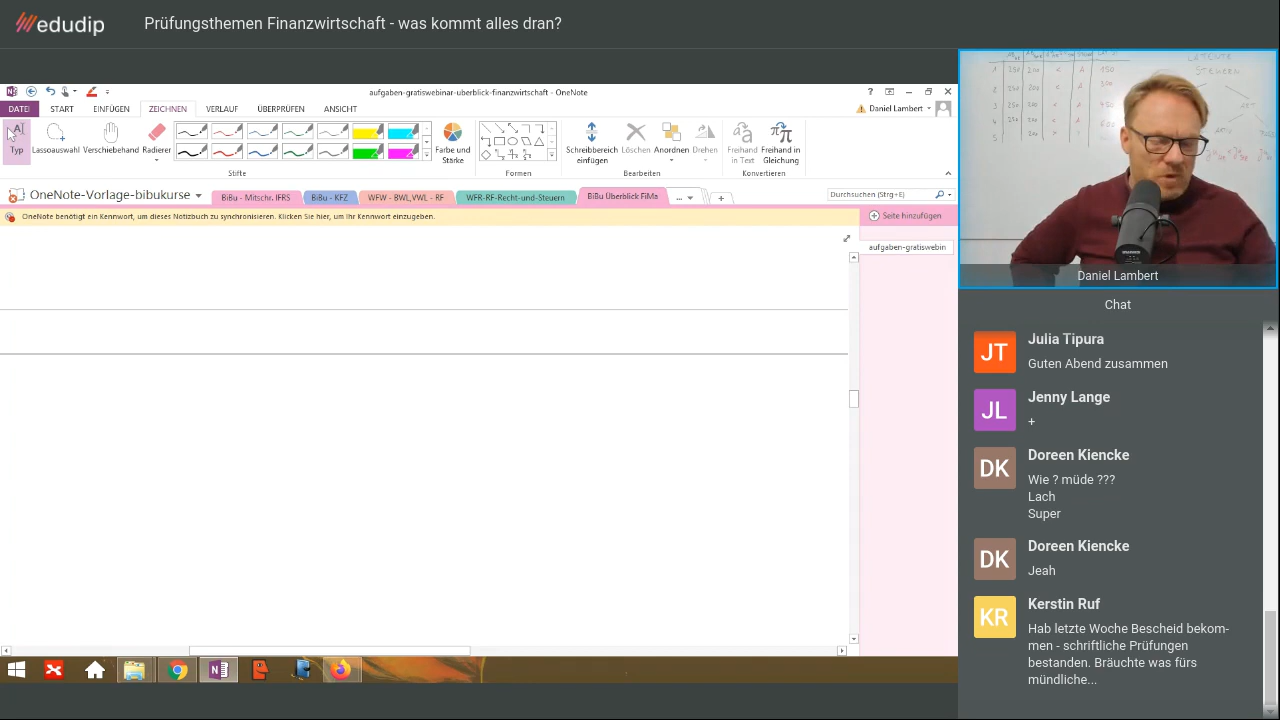 edudip
Prüfungsthemen Finanzwirtschaft - was kommt alles dran?
aufgaben-gratiswebinar-uberblick-finanzwirtschaft - OneNote
DATEI START EINFÜGEN ZEICHNEN VERLAUF ÜBERPRÜFEN ANSICHT
Daniel Lambert
Typ
Lassoauswahl
Verschiebehand
Radierer
Farbe und Stärke
Schreibbereich einfügen
Löschen
Anordnen
Drehen
Freihand in Text
Freihand in Gleichung
Stifte
Formen
Bearbeiten
Konvertieren
OneNote-Vorlage-bibukurse
BiBu - Mitschr. IFRS
BiBu - KFZ
WFW - BWL,VWL - RF
WFR-RF-Recht-und-Steuern
BiBu Überblick FiMa
...
Durchsuchen (Strg+E)
OneNote benötigt ein Kennwort, um dieses Notizbuch zu synchronisieren. Klicken Sie hier, um Ihr Kennwort einzugeben.
Seite hinzufügen
aufgaben-gratiswebin
LATENTE
STEUERN
Daniel Lambert
Chat
JT
Julia Tipura
Guten Abend zusammen
JL
Jenny Lange
+
DK
Doreen Kiencke
Wie ? müde ???
Lach
Super
DK
Doreen Kiencke
Jeah
KR
Kerstin Ruf
Hab letzte Woche Bescheid bekom-
men - schriftliche Prüfungen
bestanden. Bräuchte was fürs
mündliche...